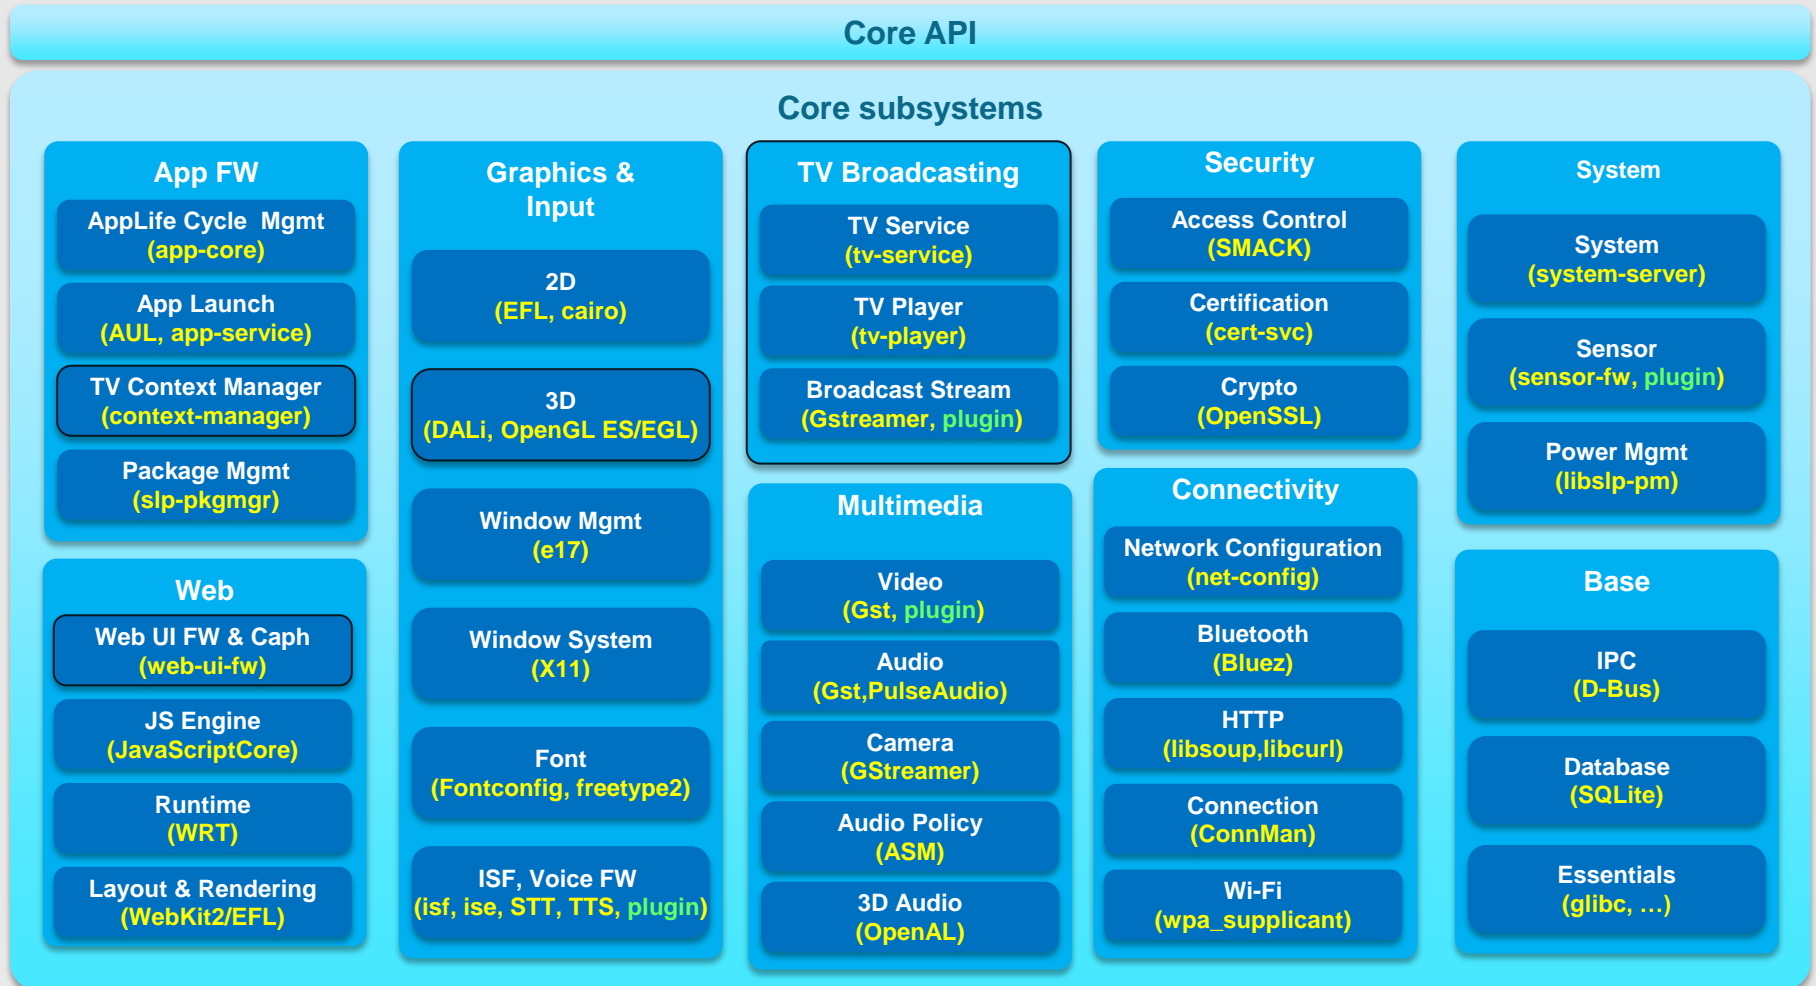 Core API
Core subsystems
App FW
AppLife Cycle  Mgmt
(app-core)
App Launch
(AUL, app-service)
TV Context Manager
(context-manager)
Package Mgmt
(slp-pkgmgr)
Web
Web UI FW & Caph
(web-ui-fw)
JS Engine
(JavaScriptCore)
Runtime
(WRT)
Layout & Rendering
(WebKit2/EFL)
Graphics &
Input
2D
(EFL, cairo)
3D
(DALi, OpenGL ES/EGL)
Window Mgmt
(e17)
Window System
(X11)
Font
(Fontconfig, freetype2)
ISF, Voice FW
(isf, ise, STT, TTS, plugin)
TV Broadcasting
TV Service
(tv-service)
TV Player
(tv-player)
Broadcast Stream
(Gstreamer, plugin)
Multimedia
Video
(Gst, plugin)
Audio
(Gst,PulseAudio)
Camera
(GStreamer)
Audio Policy
(ASM)
3D Audio
(OpenAL)
Security
Access Control
(SMACK)
Certification
(cert-svc)
Crypto
(OpenSSL)
Connectivity
Network Configuration
(net-config)
Bluetooth
(Bluez)
HTTP
(libsoup,libcurl)
Connection
(ConnMan)
Wi-Fi
(wpa_supplicant)
System
System
(system-server)
Sensor
(sensor-fw, plugin)
Power Mgmt
(libslp-pm)
Base
IPC
(D-Bus)
Database
(SQLite)
Essentials
(glibc, …)